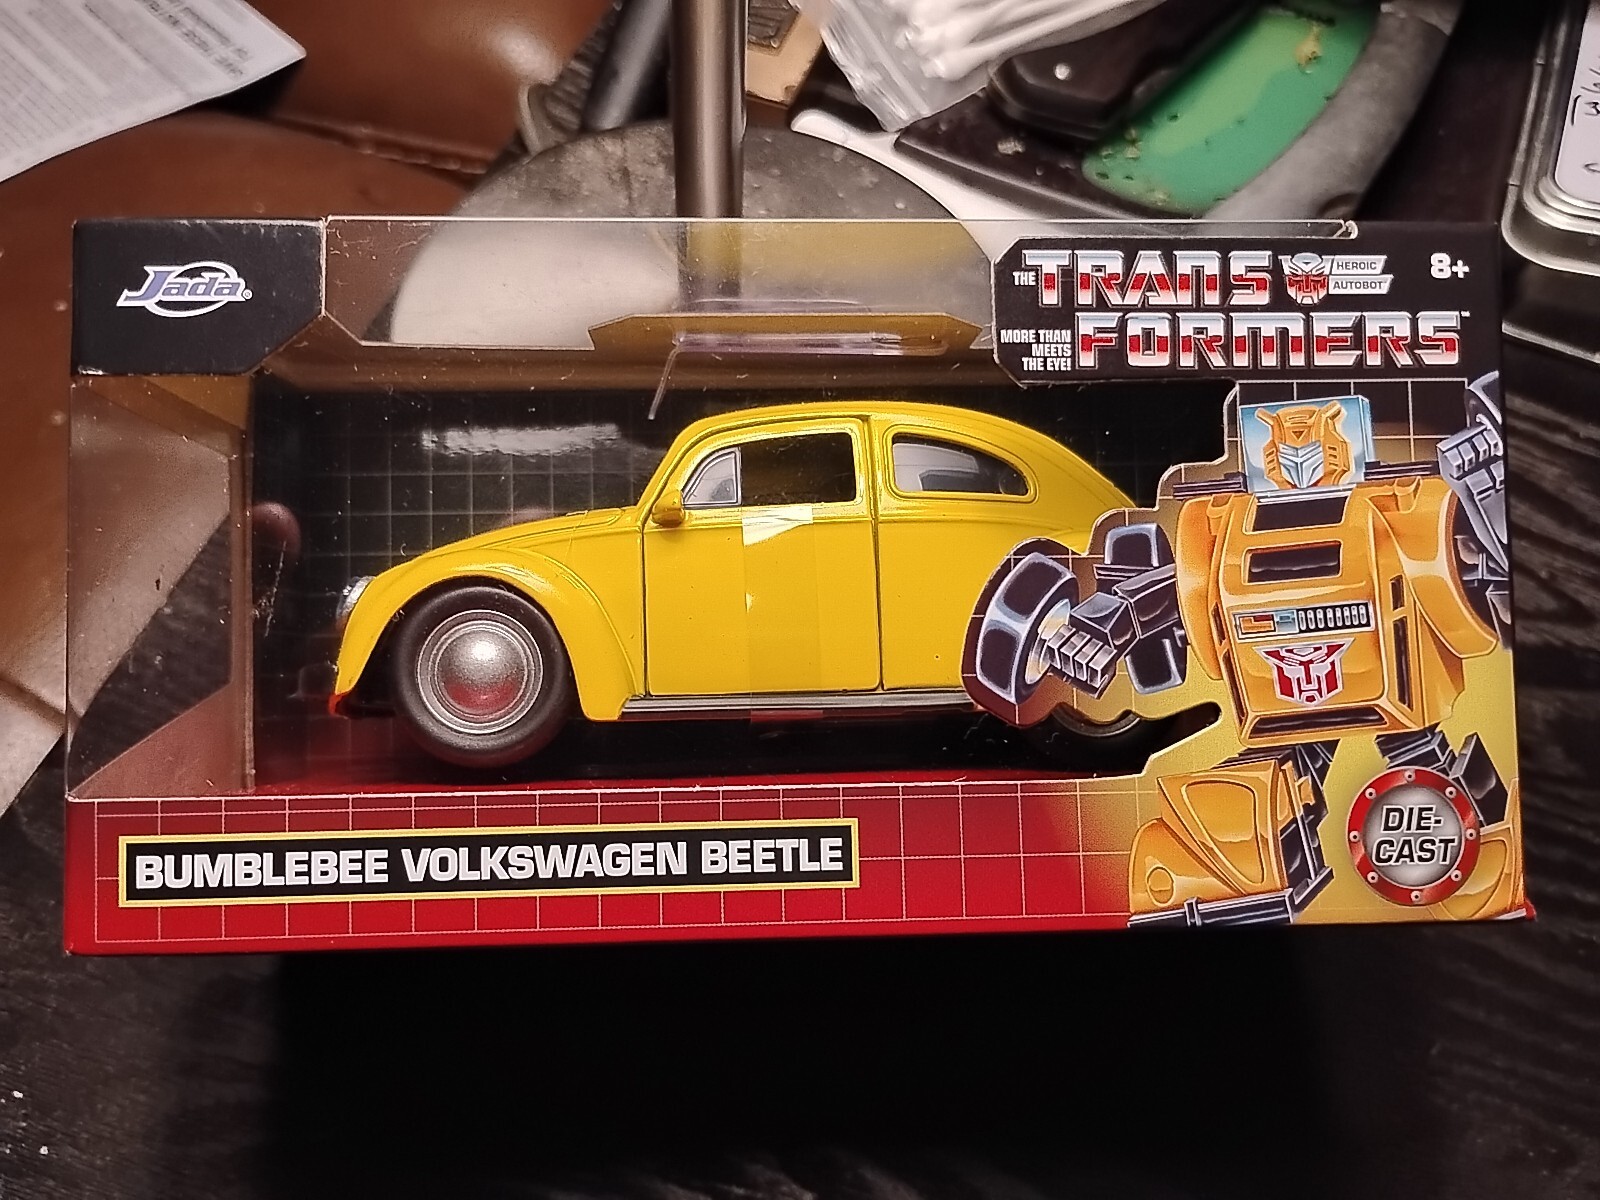 Jada
THE TRANS
FORMERS
MORE THAN
MEETS
THE EYE!
HEROIC
AUTOBOT
8+
BUMBLEBEE VOLKSWAGEN BEETLE
DIE-
CAST